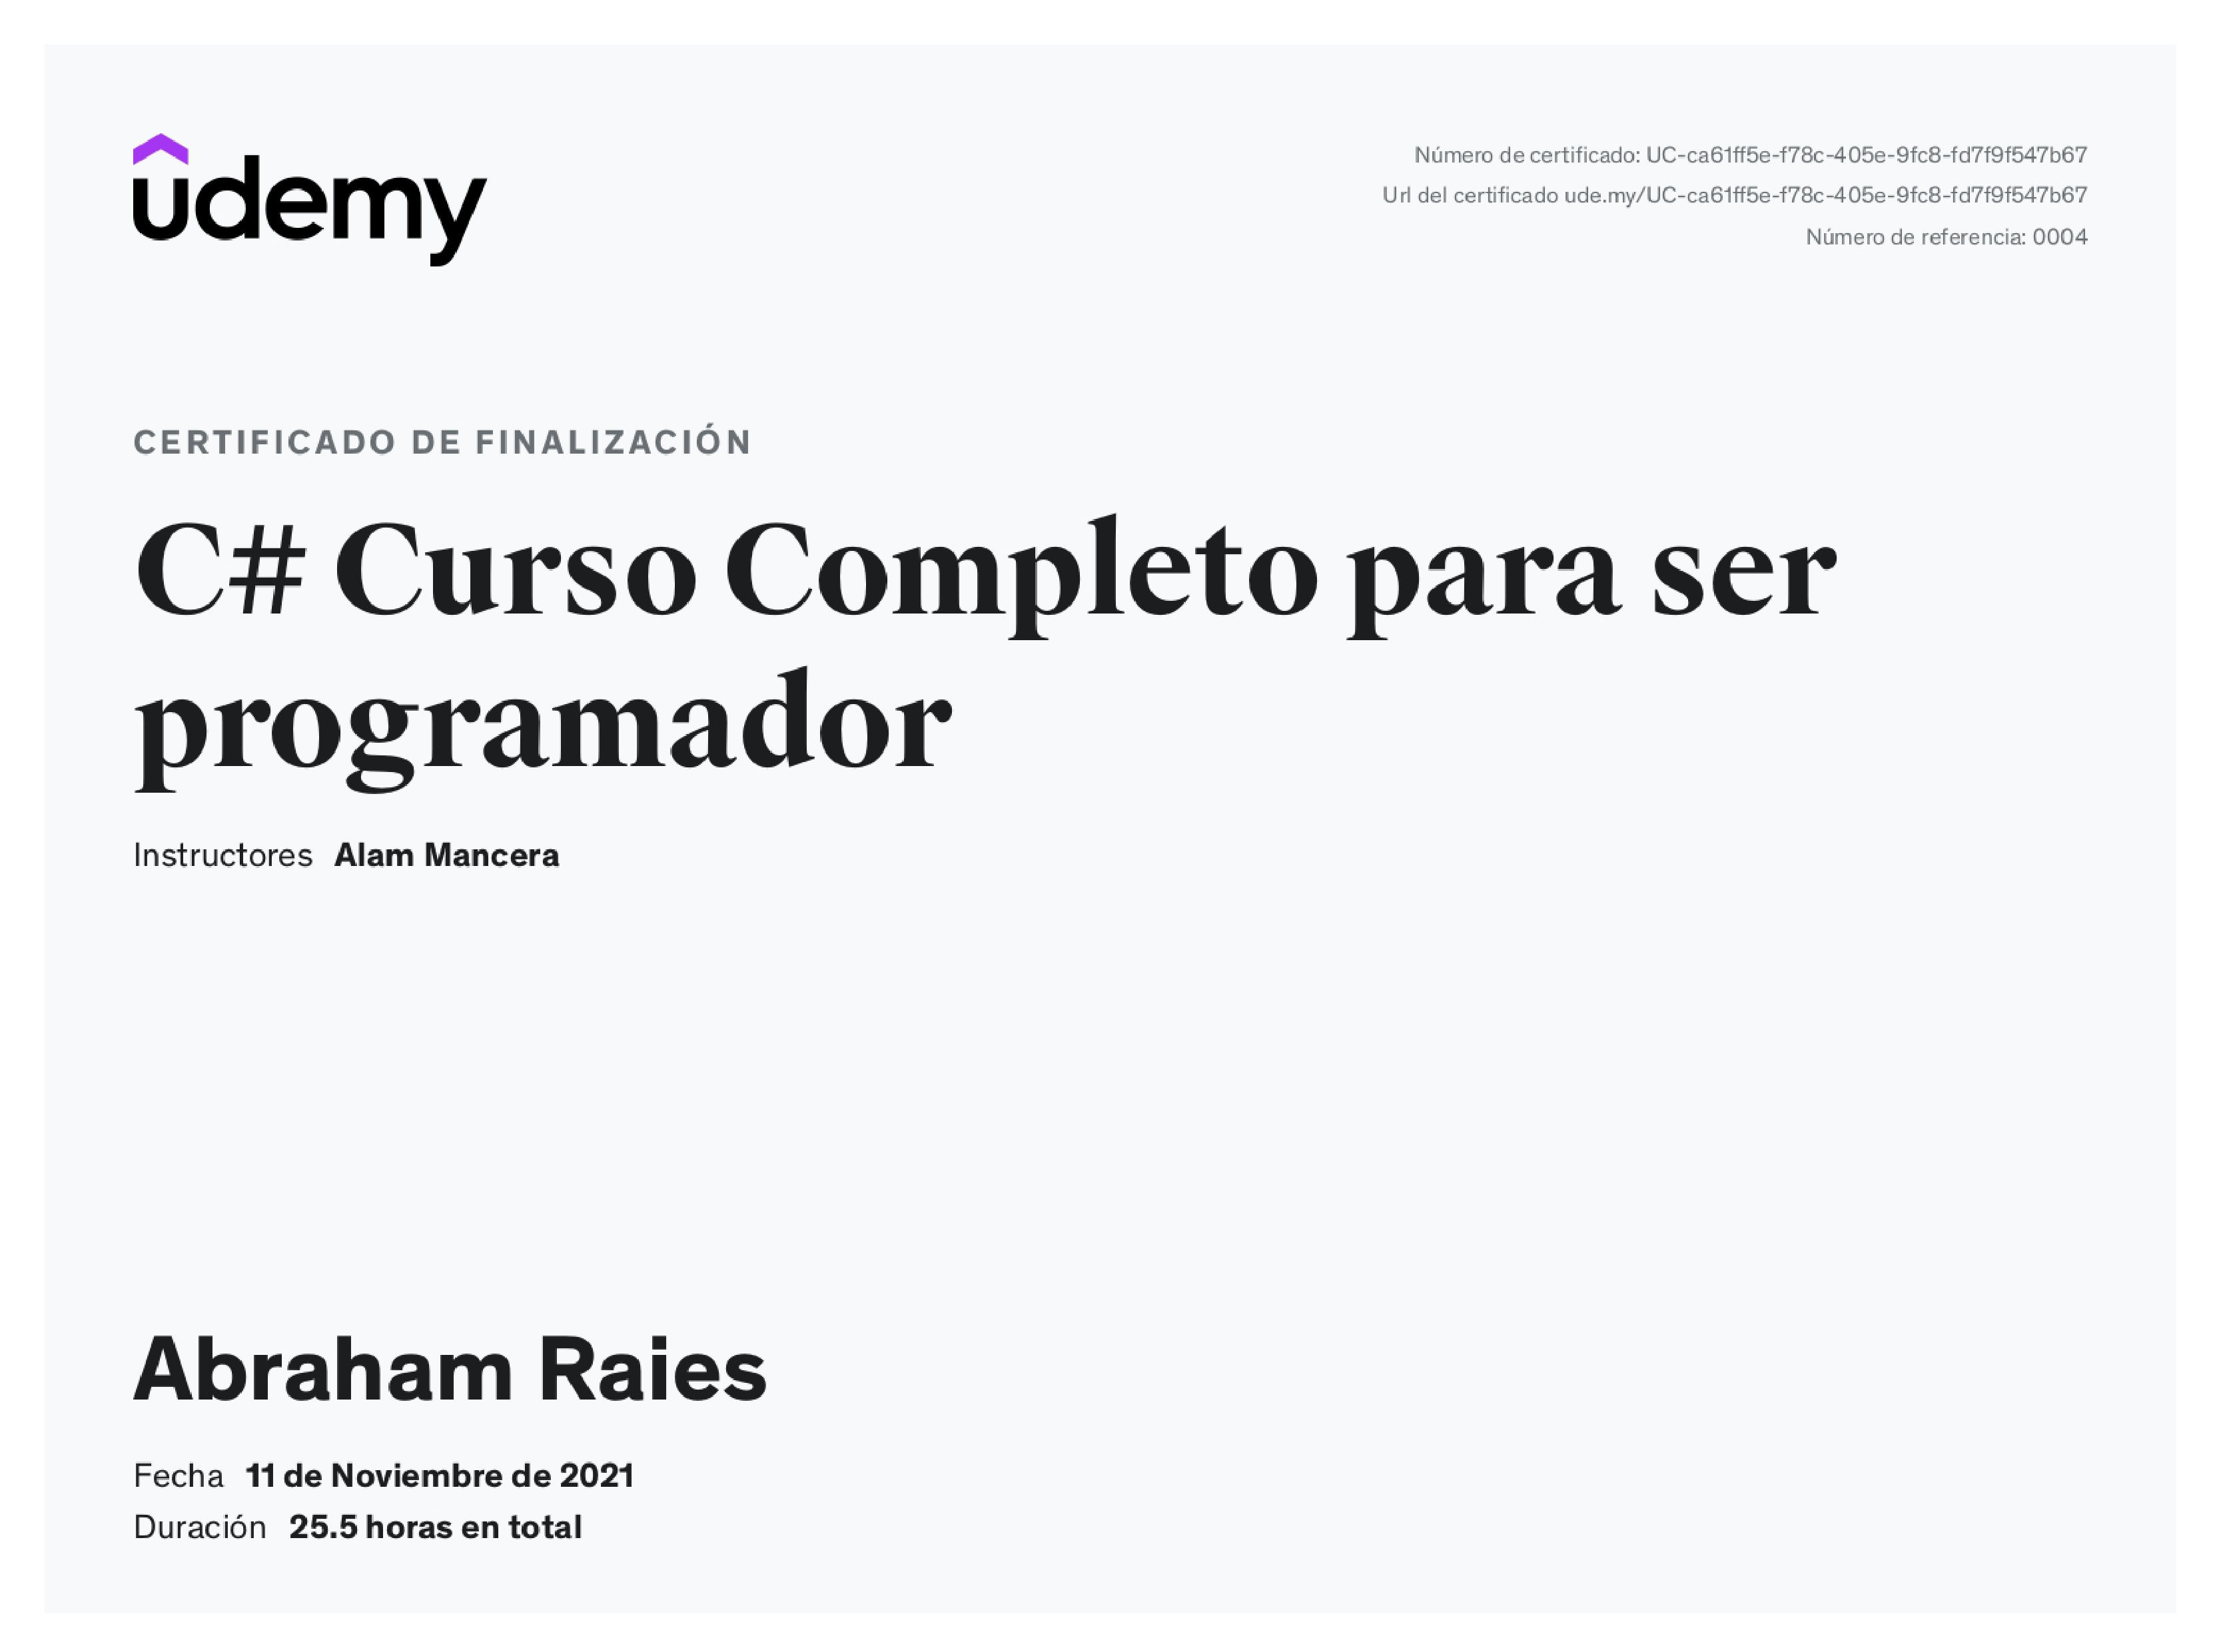 udemy
Número de certificado: UC-ca61ff5e-f78c-405e-9fc8-fd7f9f547b67
Url del certificado ude.my/UC-ca61ff5e-f78c-405e-9fc8-fd7f9f547b67
Número de referencia: 0004
CERTIFICADO DE FINALIZACIÓN
C# Curso Completo para ser
programador
Instructores Alam Mancera
Abraham Raies
Fecha 11 de Noviembre de 2021
Duración 25.5 horas en total